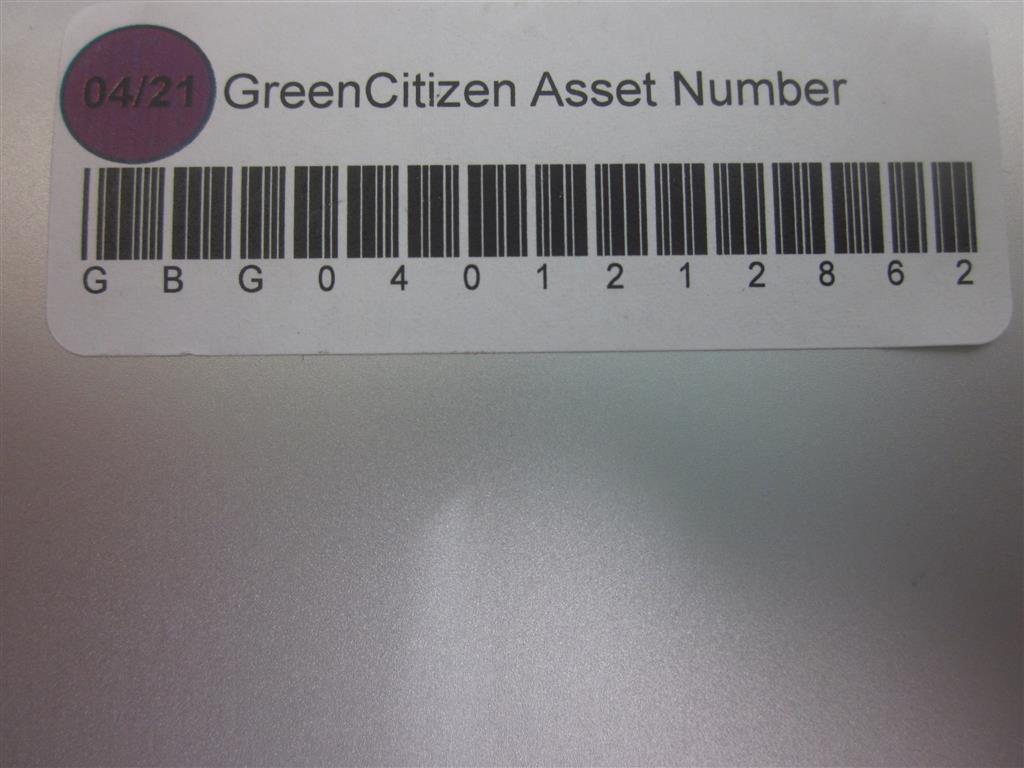 04/21 GreenCitizen Asset Number
G B G 0 4 0 1 2 1 2 8 6 2